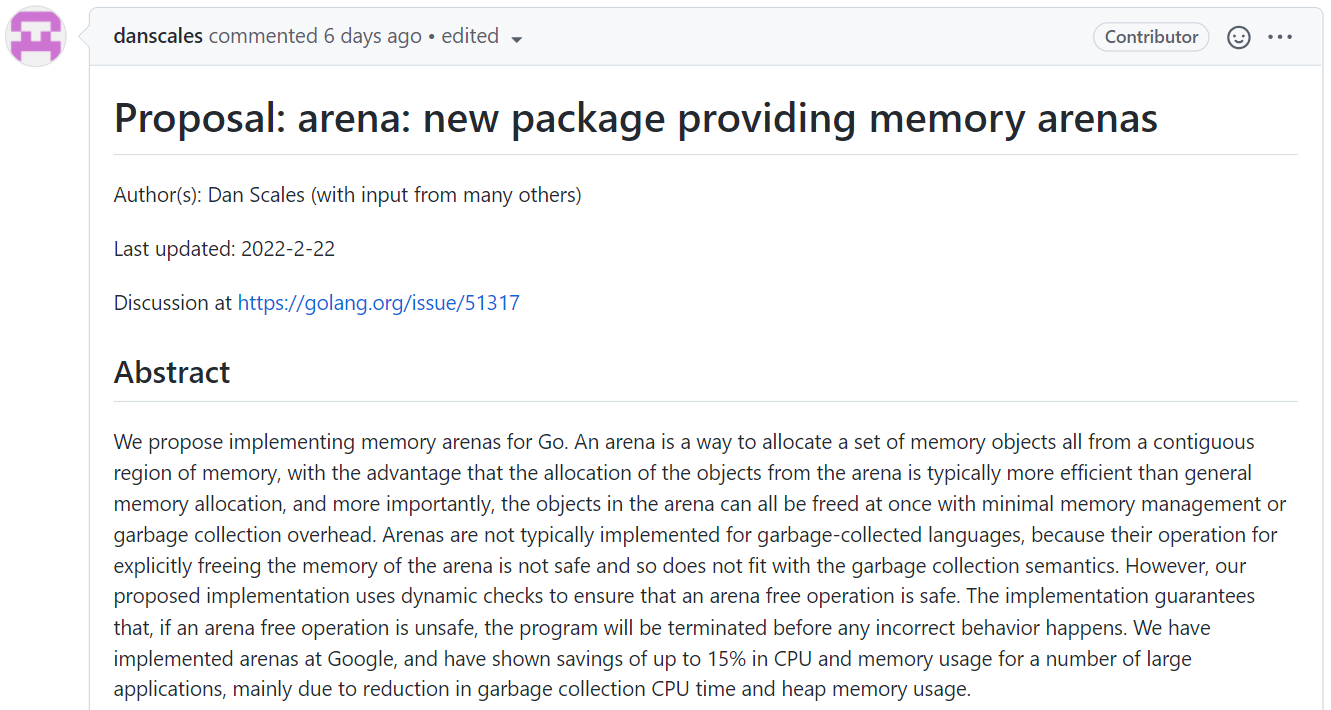 danscales commented 6 days ago • edited
Contributor
Proposal: arena: new package providing memory arenas
Author(s): Dan Scales (with input from many others)
Last updated: 2022-2-22
Discussion at https://golang.org/issue/51317
Abstract
We propose implementing memory arenas for Go. An arena is a way to allocate a set of memory objects all from a contiguous
region of memory, with the advantage that the allocation of the objects from the arena is typically more efficient than general
memory allocation, and more importantly, the objects in the arena can all be freed at once with minimal memory management or
garbage collection overhead. Arenas are not typically implemented for garbage-collected languages, because their operation for
explicitly freeing the memory of the arena is not safe and so does not fit with the garbage collection semantics. However, our
proposed implementation uses dynamic checks to ensure that an arena free operation is safe. The implementation guarantees
that, if an arena free operation is unsafe, the program will be terminated before any incorrect behavior happens. We have
implemented arenas at Google, and have shown savings of up to 15% in CPU and memory usage for a number of large
applications, mainly due to reduction in garbage collection CPU time and heap memory usage.